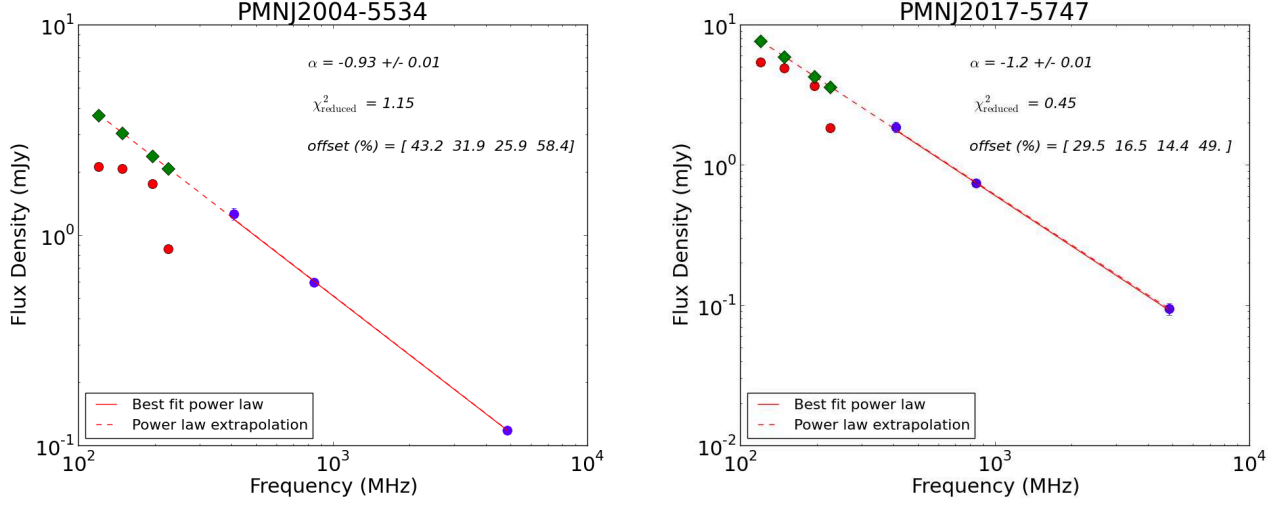 PMNJ2004-5534
α = -0.93 +/- 0.01
χ²reduced = 1.15
offset (%) = [ 43.2 31.9 25.9 58.4]
Flux Density (mJy)
10¹
10⁰
10⁻¹
Best fit power law
Power law extrapolation
10² 10³ 10⁴
Frequency (MHz)
PMNJ2017-5747
α = -1.2 +/- 0.01
χ²reduced = 0.45
offset (%) = [ 29.5 16.5 14.4 49. ]
Flux Density (mJy)
10¹
10⁰
10⁻¹
10⁻²
Best fit power law
Power law extrapolation
10² 10³ 10⁴
Frequency (MHz)